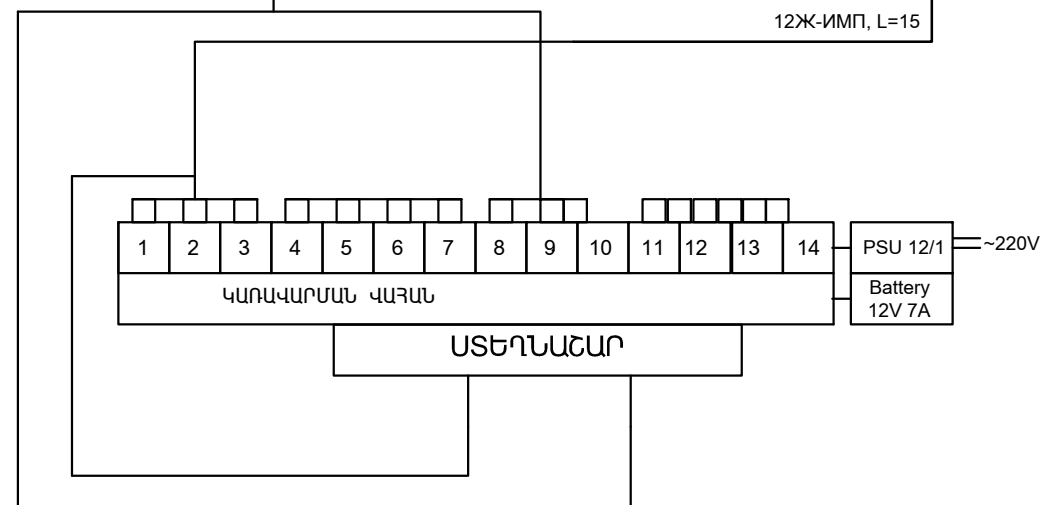 12Ж-ИМП, L=15
1 2 3 4 5 6 7 8 9 10 11 12 13 14 PSU 12/1 ~220V
ԿԱՌԱՎԱՐՄԱՆ ՎԱՀԱՆ
Battery
12V 7A
ՍՏԵՂՆԱՇԱՐ